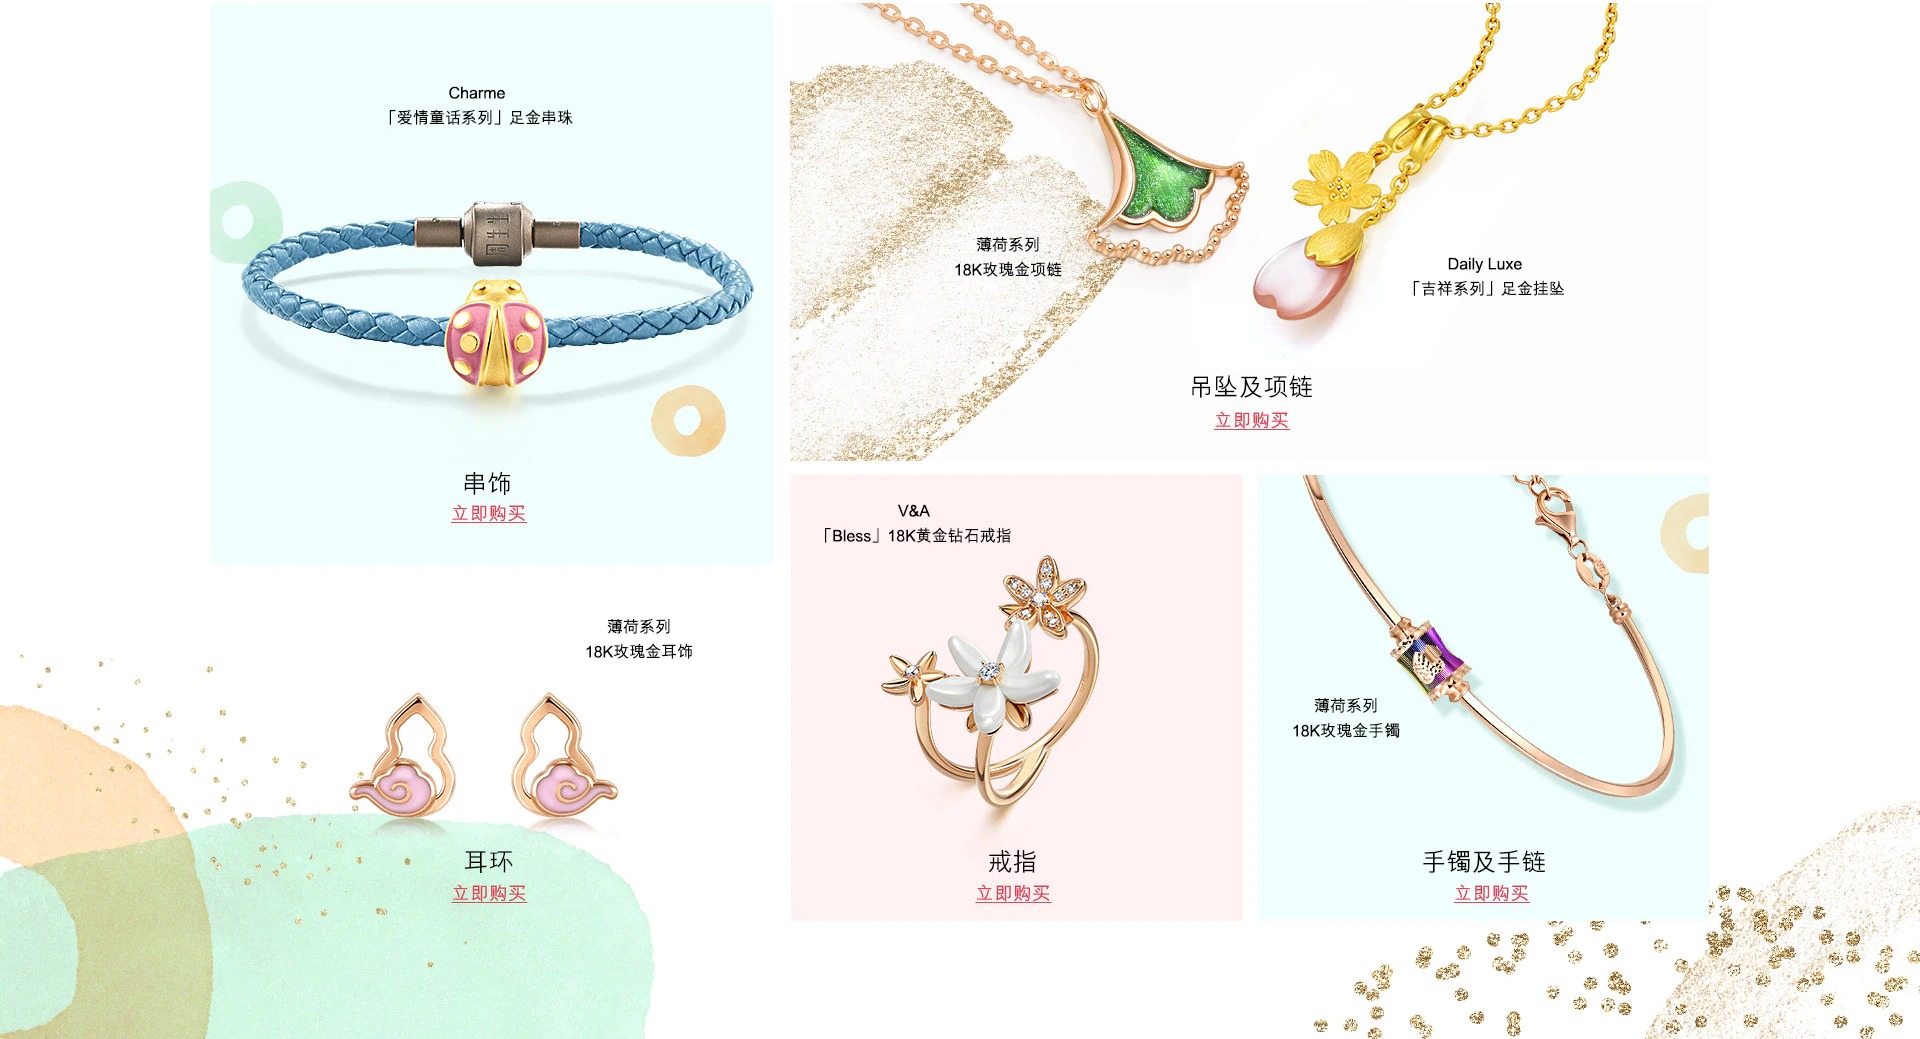 Charme
「爱情童话系列」足金串珠
串饰
立即购买
薄荷系列
18K玫瑰金项链
Daily Luxe
「吉祥系列」足金挂坠
吊坠及项链
立即购买
薄荷系列
18K玫瑰金耳饰
耳环
立即购买
V&A
「Bless」18K黄金钻石戒指
戒指
立即购买
薄荷系列
18K玫瑰金手镯
手镯及手链
立即购买